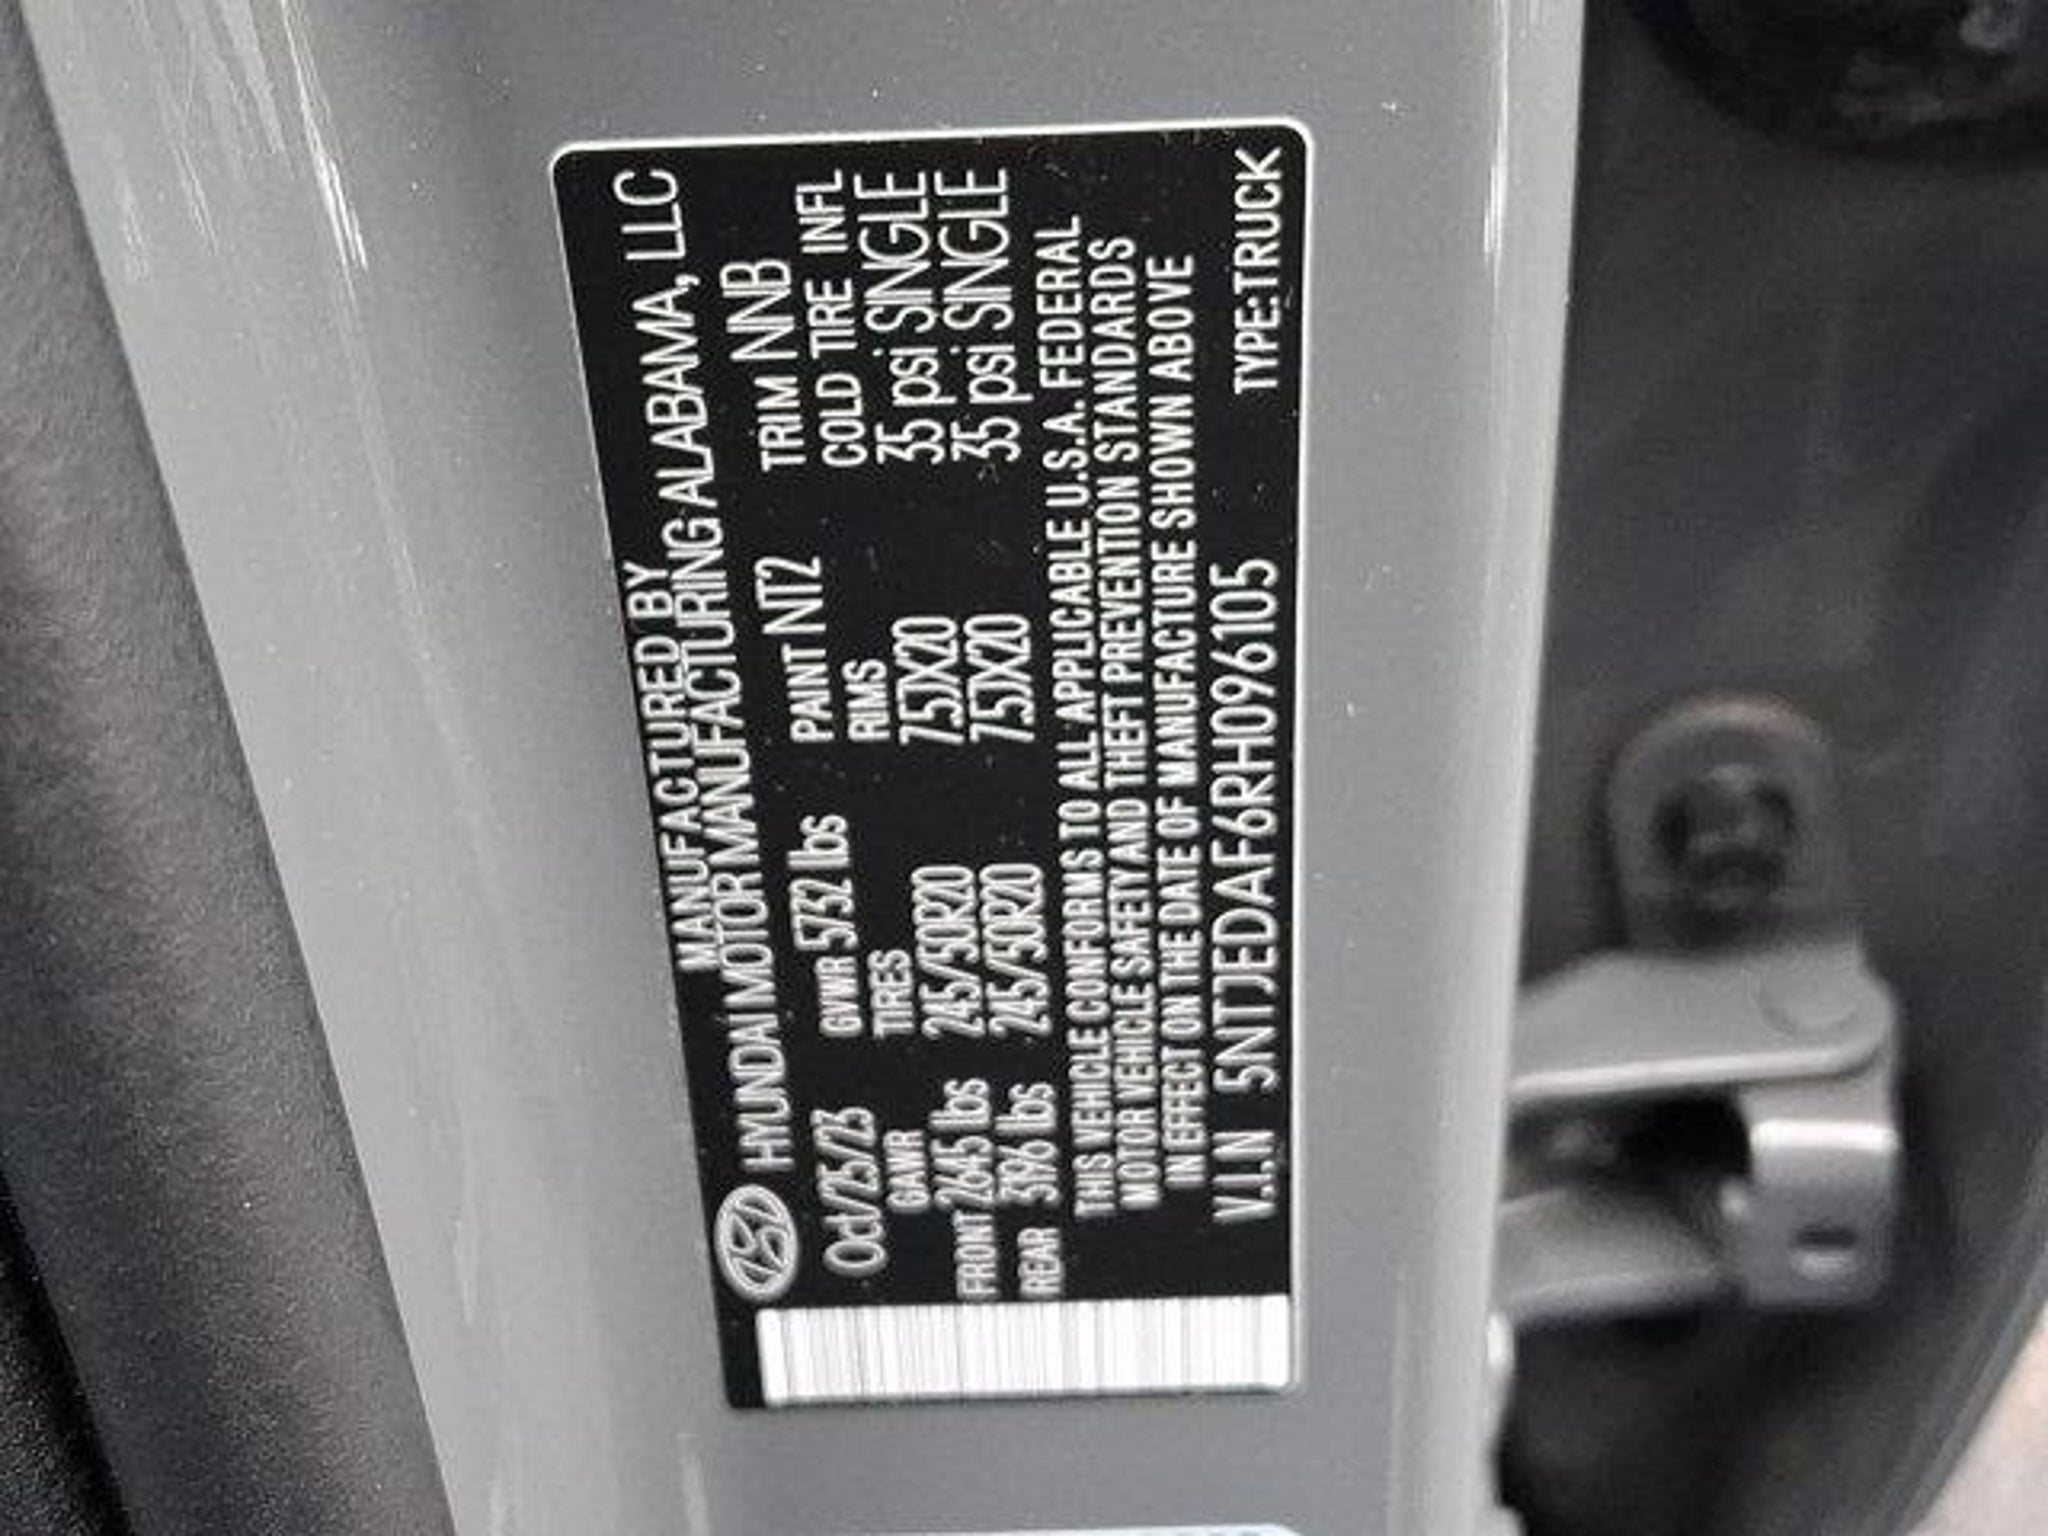 MANUFACTURED BY
HYUNDAI MOTOR MANUFACTURING ALABAMA, LLC
Oct/25/23 GVWR 5732 lbs PAINT NT2 TRIM NNB
GAWR TIRES RIMS COLD TIRE INFL
FRONT 2645 lbs 245/50R20 7.5JX20 35 psi SINGLE
REAR 3196 lbs 245/50R20 7.5JX20 35 psi SINGLE
THIS VEHICLE CONFORMS TO ALL APPLICABLE U.S.A. FEDERAL
MOTOR VEHICLE SAFETY AND THEFT PREVENTION STANDARDS
IN EFFECT ON THE DATE OF MANUFACTURE SHOWN ABOVE
V.I.N 5NTJEDAF6RH096105 TYPE:TRUCK